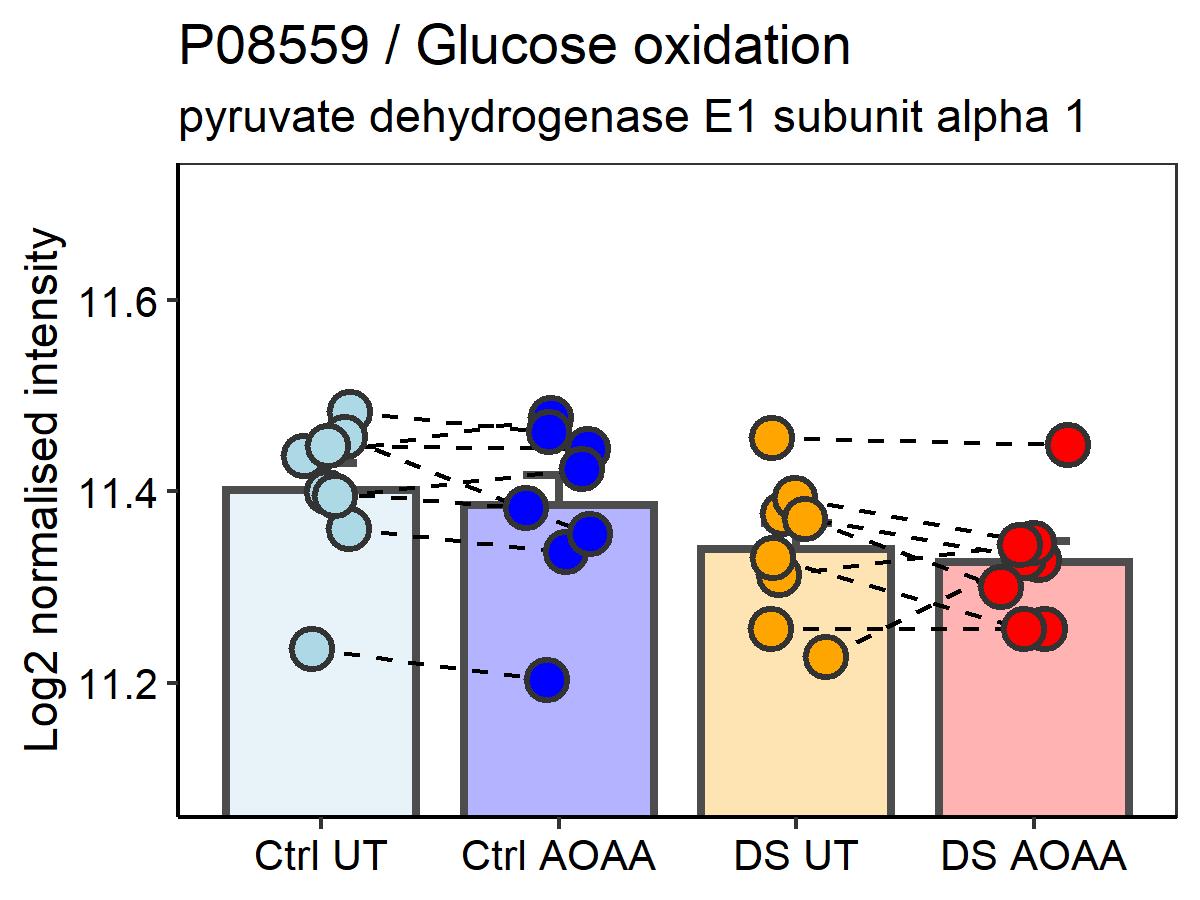 P08559 / Glucose oxidation
pyruvate dehydrogenase E1 subunit alpha 1
Log2 normalised intensity
11.6
11.4
11.2
Ctrl UT
Ctrl AOAA
DS UT
DS AOAA